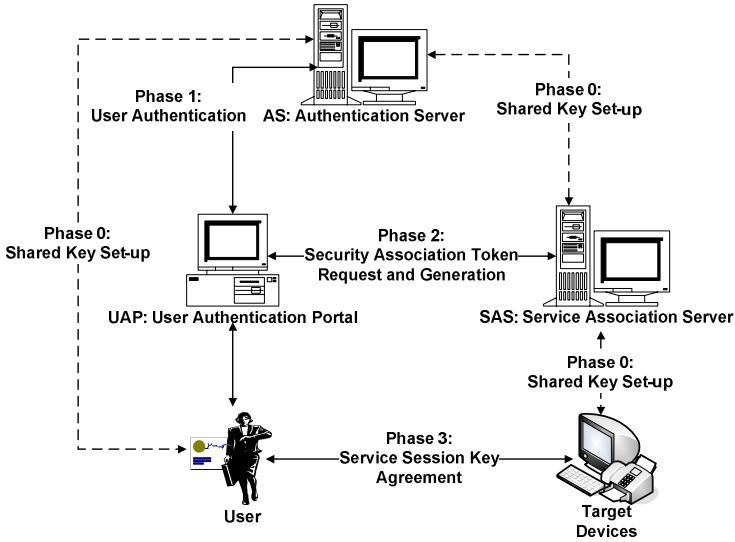 Phase 1:
User Authentication
AS: Authentication Server
Phase 0:
Shared Key Set-up
Phase 0:
Shared Key Set-up
Phase 2:
Security Association Token
Request and Generation
UAP: User Authentication Portal
SAS: Service Association Server
Phase 0:
Shared Key Set-up
Phase 3:
Service Session Key
Agreement
User
Target
Devices